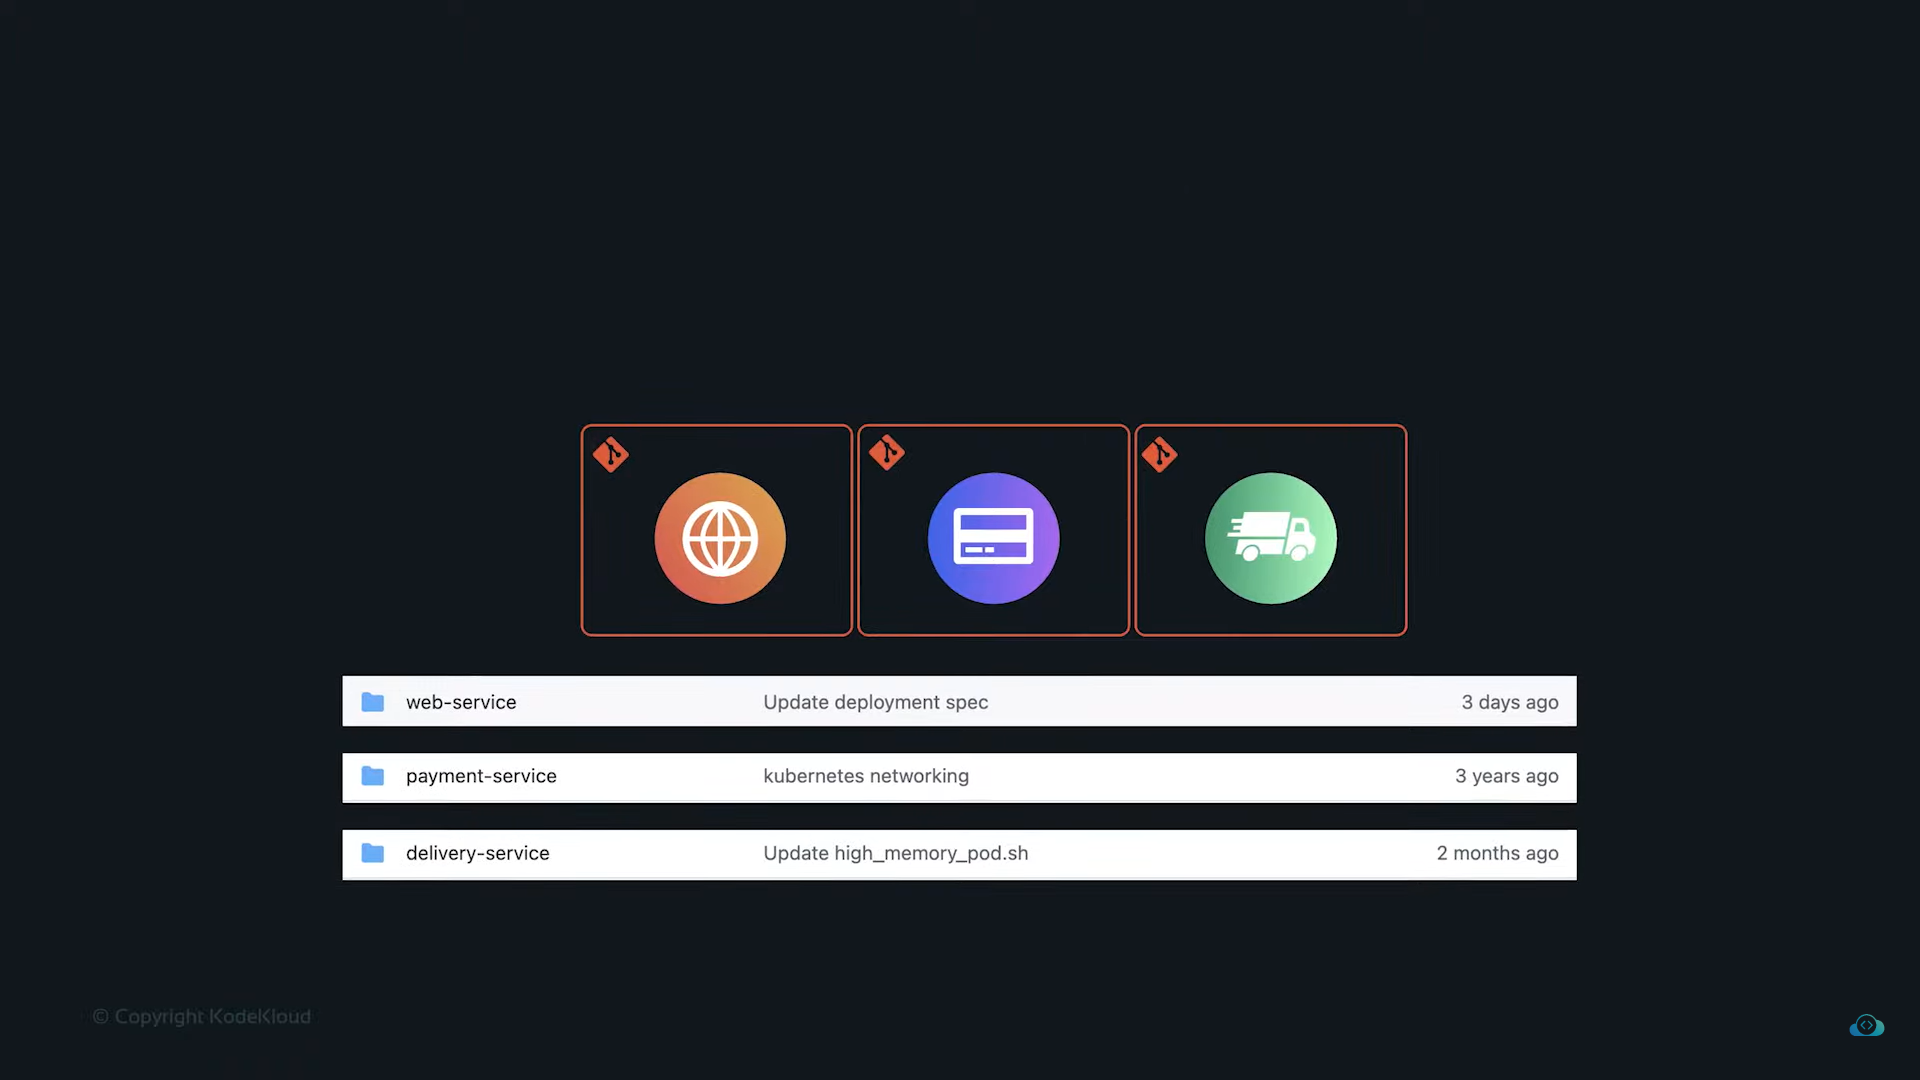 web-service Update deployment spec 3 days ago
payment-service kubernetes networking 3 years ago
delivery-service Update high_memory_pod.sh 2 months ago
© Copyright KodeKloud